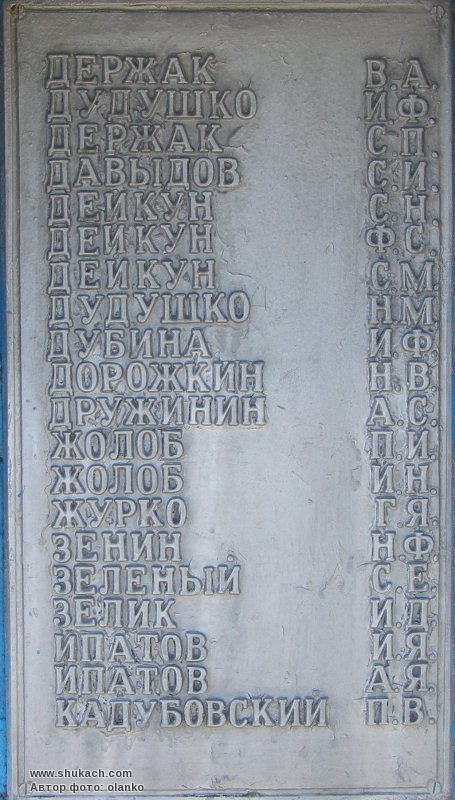 ДЕРЖАК В.А.
ДУДУШКО И.Ф.
ДЕРЖАК С.П.
ДАВЫДОВ С.И.
ДЕЙКУН С.Н.
ДЕЙКУН Ф.С.
ДЕЙКУН С.М.
ДУДУШКО Н.М.
ДУБИНА И.Ф.
ДОРОЖКИН Н.В.
ДРУЖИНИН А.С.
ЖОЛОБ П.И.
ЖОЛОБ И.Н.
ЖУРКО Г.Я.
ЗЕНИН Н.Ф.
ЗЕЛЕНЫЙ С.Е.
ЗЕЛИК И.Д.
ИПАТОВ И.Я.
ИПАТОВ А.Я.
КАДУБОВСКИЙ П.В.
www.shukach.com
Автор фото: olanko